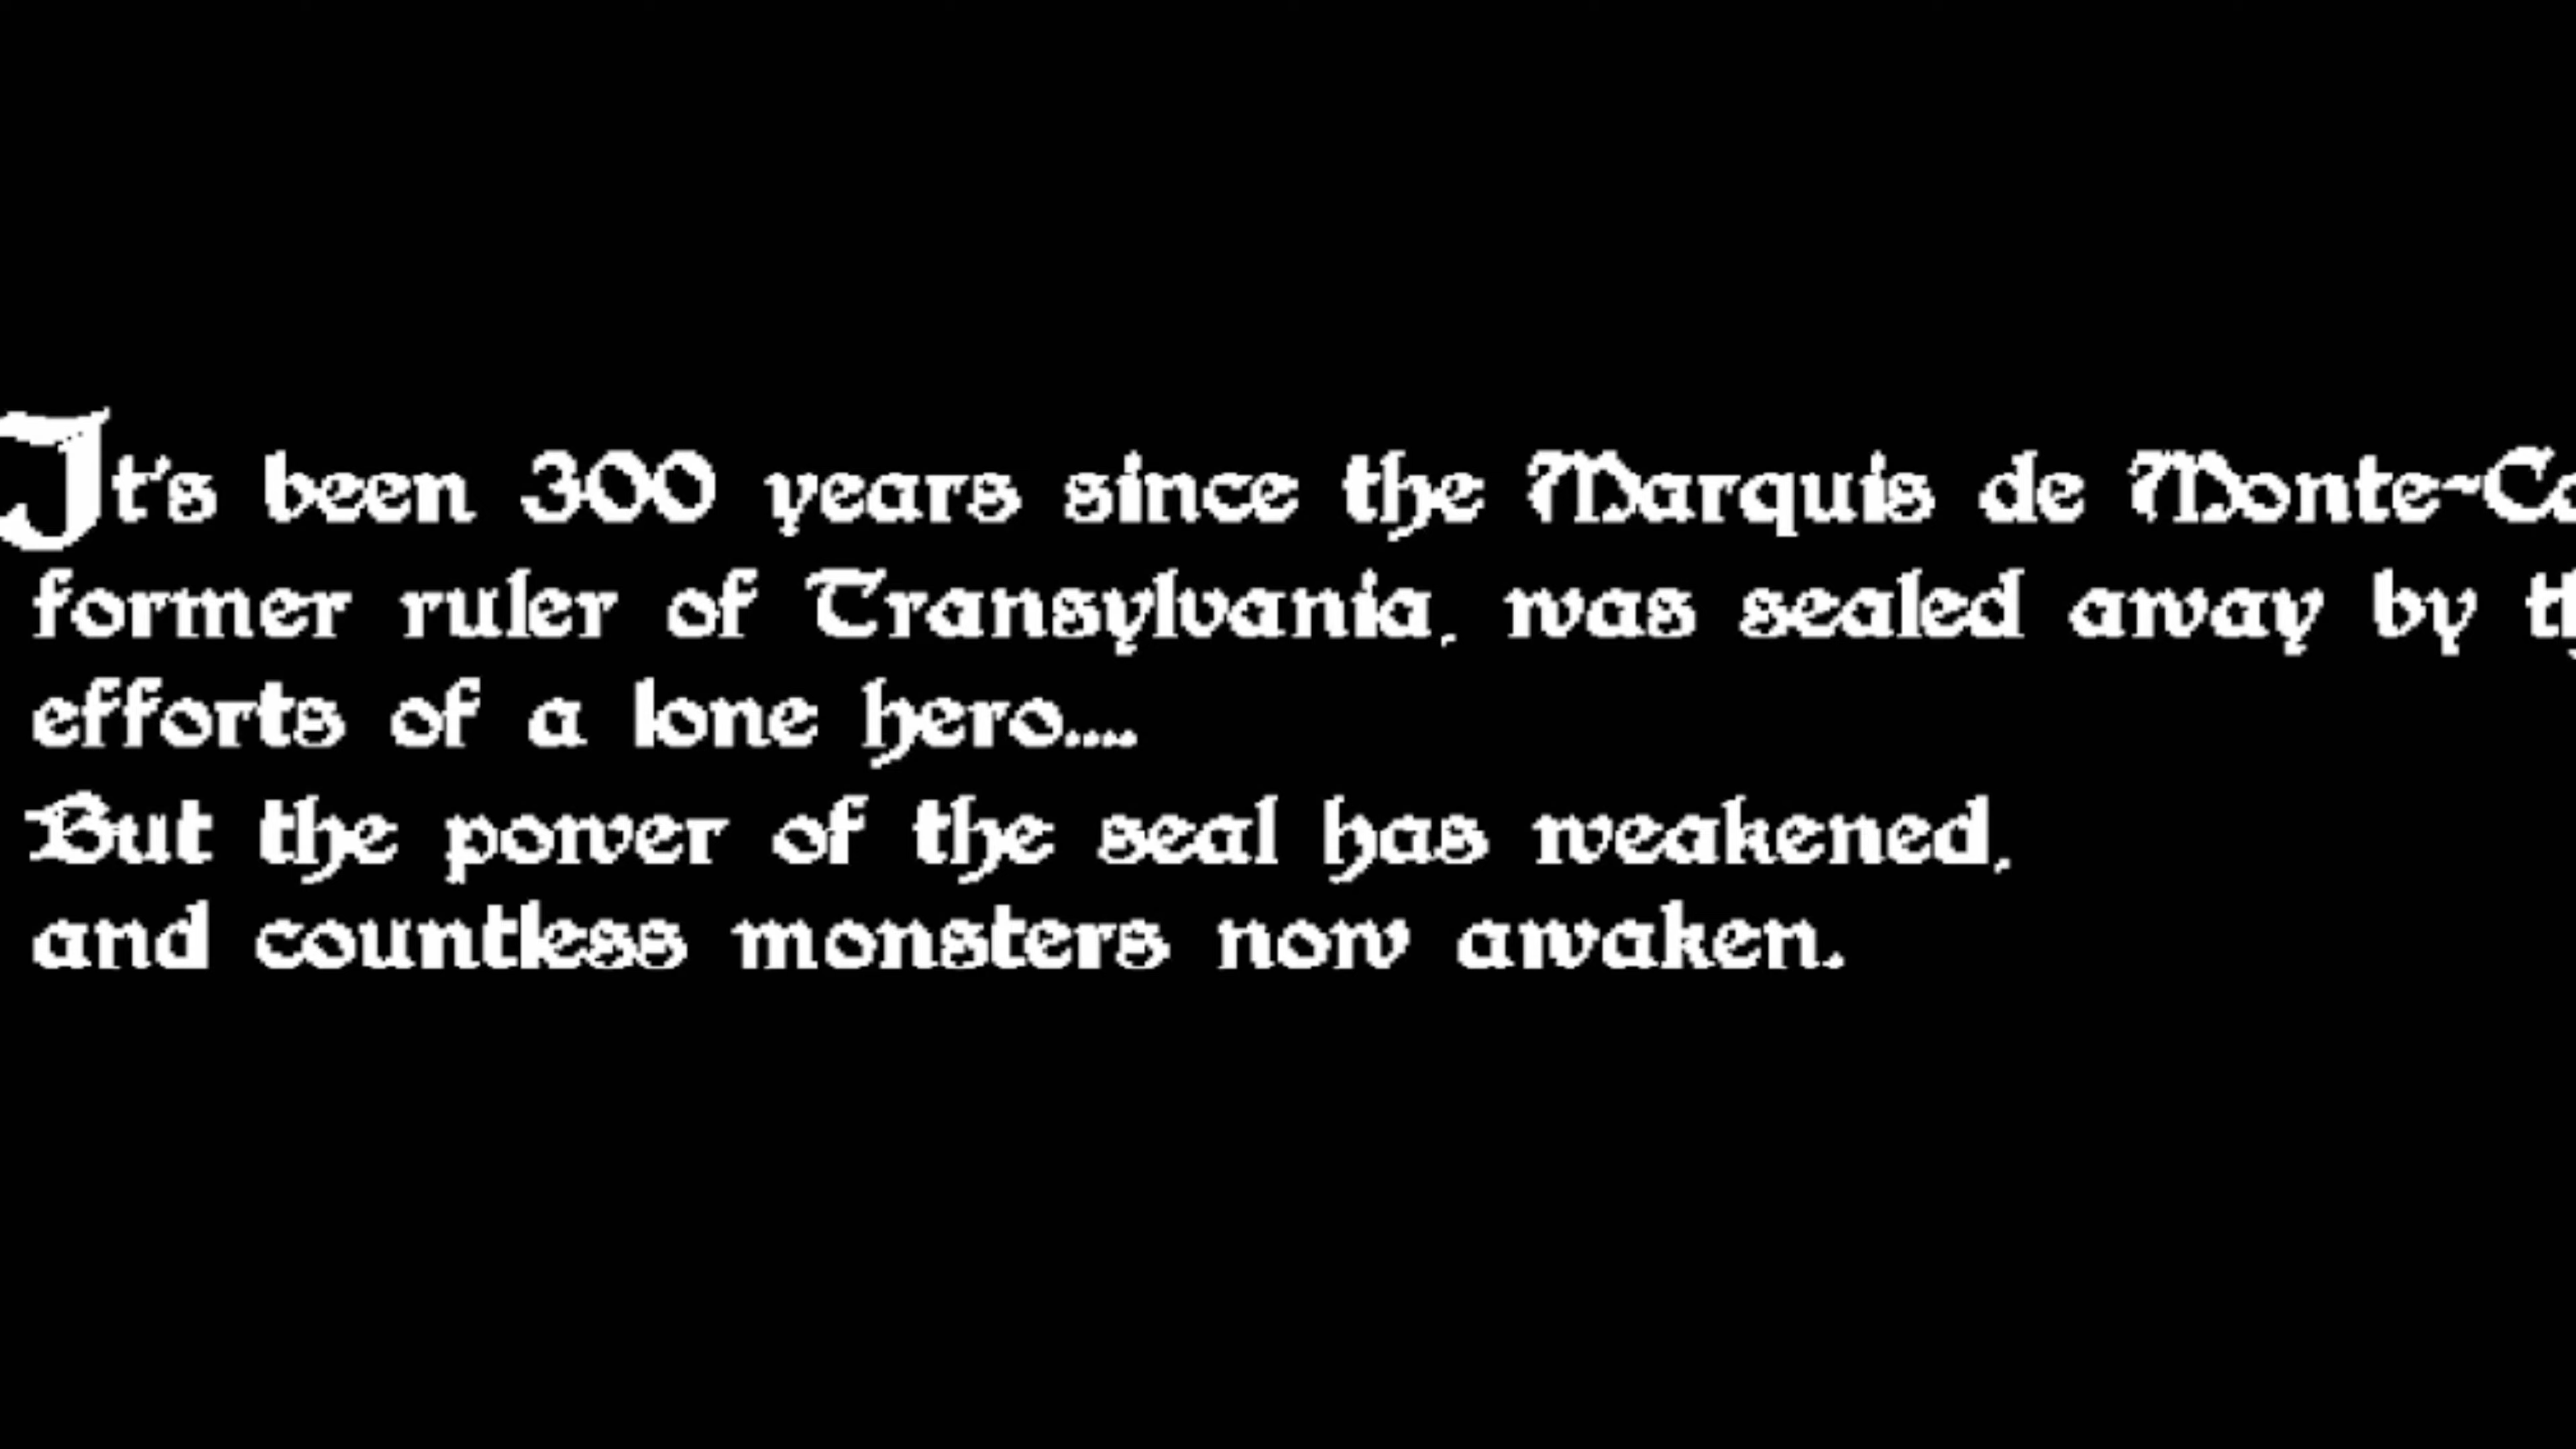 It's been 300 years since the Marquis de
former ruler of Transylvania, was sealed away by
efforts of a lone hero....
But the power of the seal has weakened,
and countless monsters now awaken.